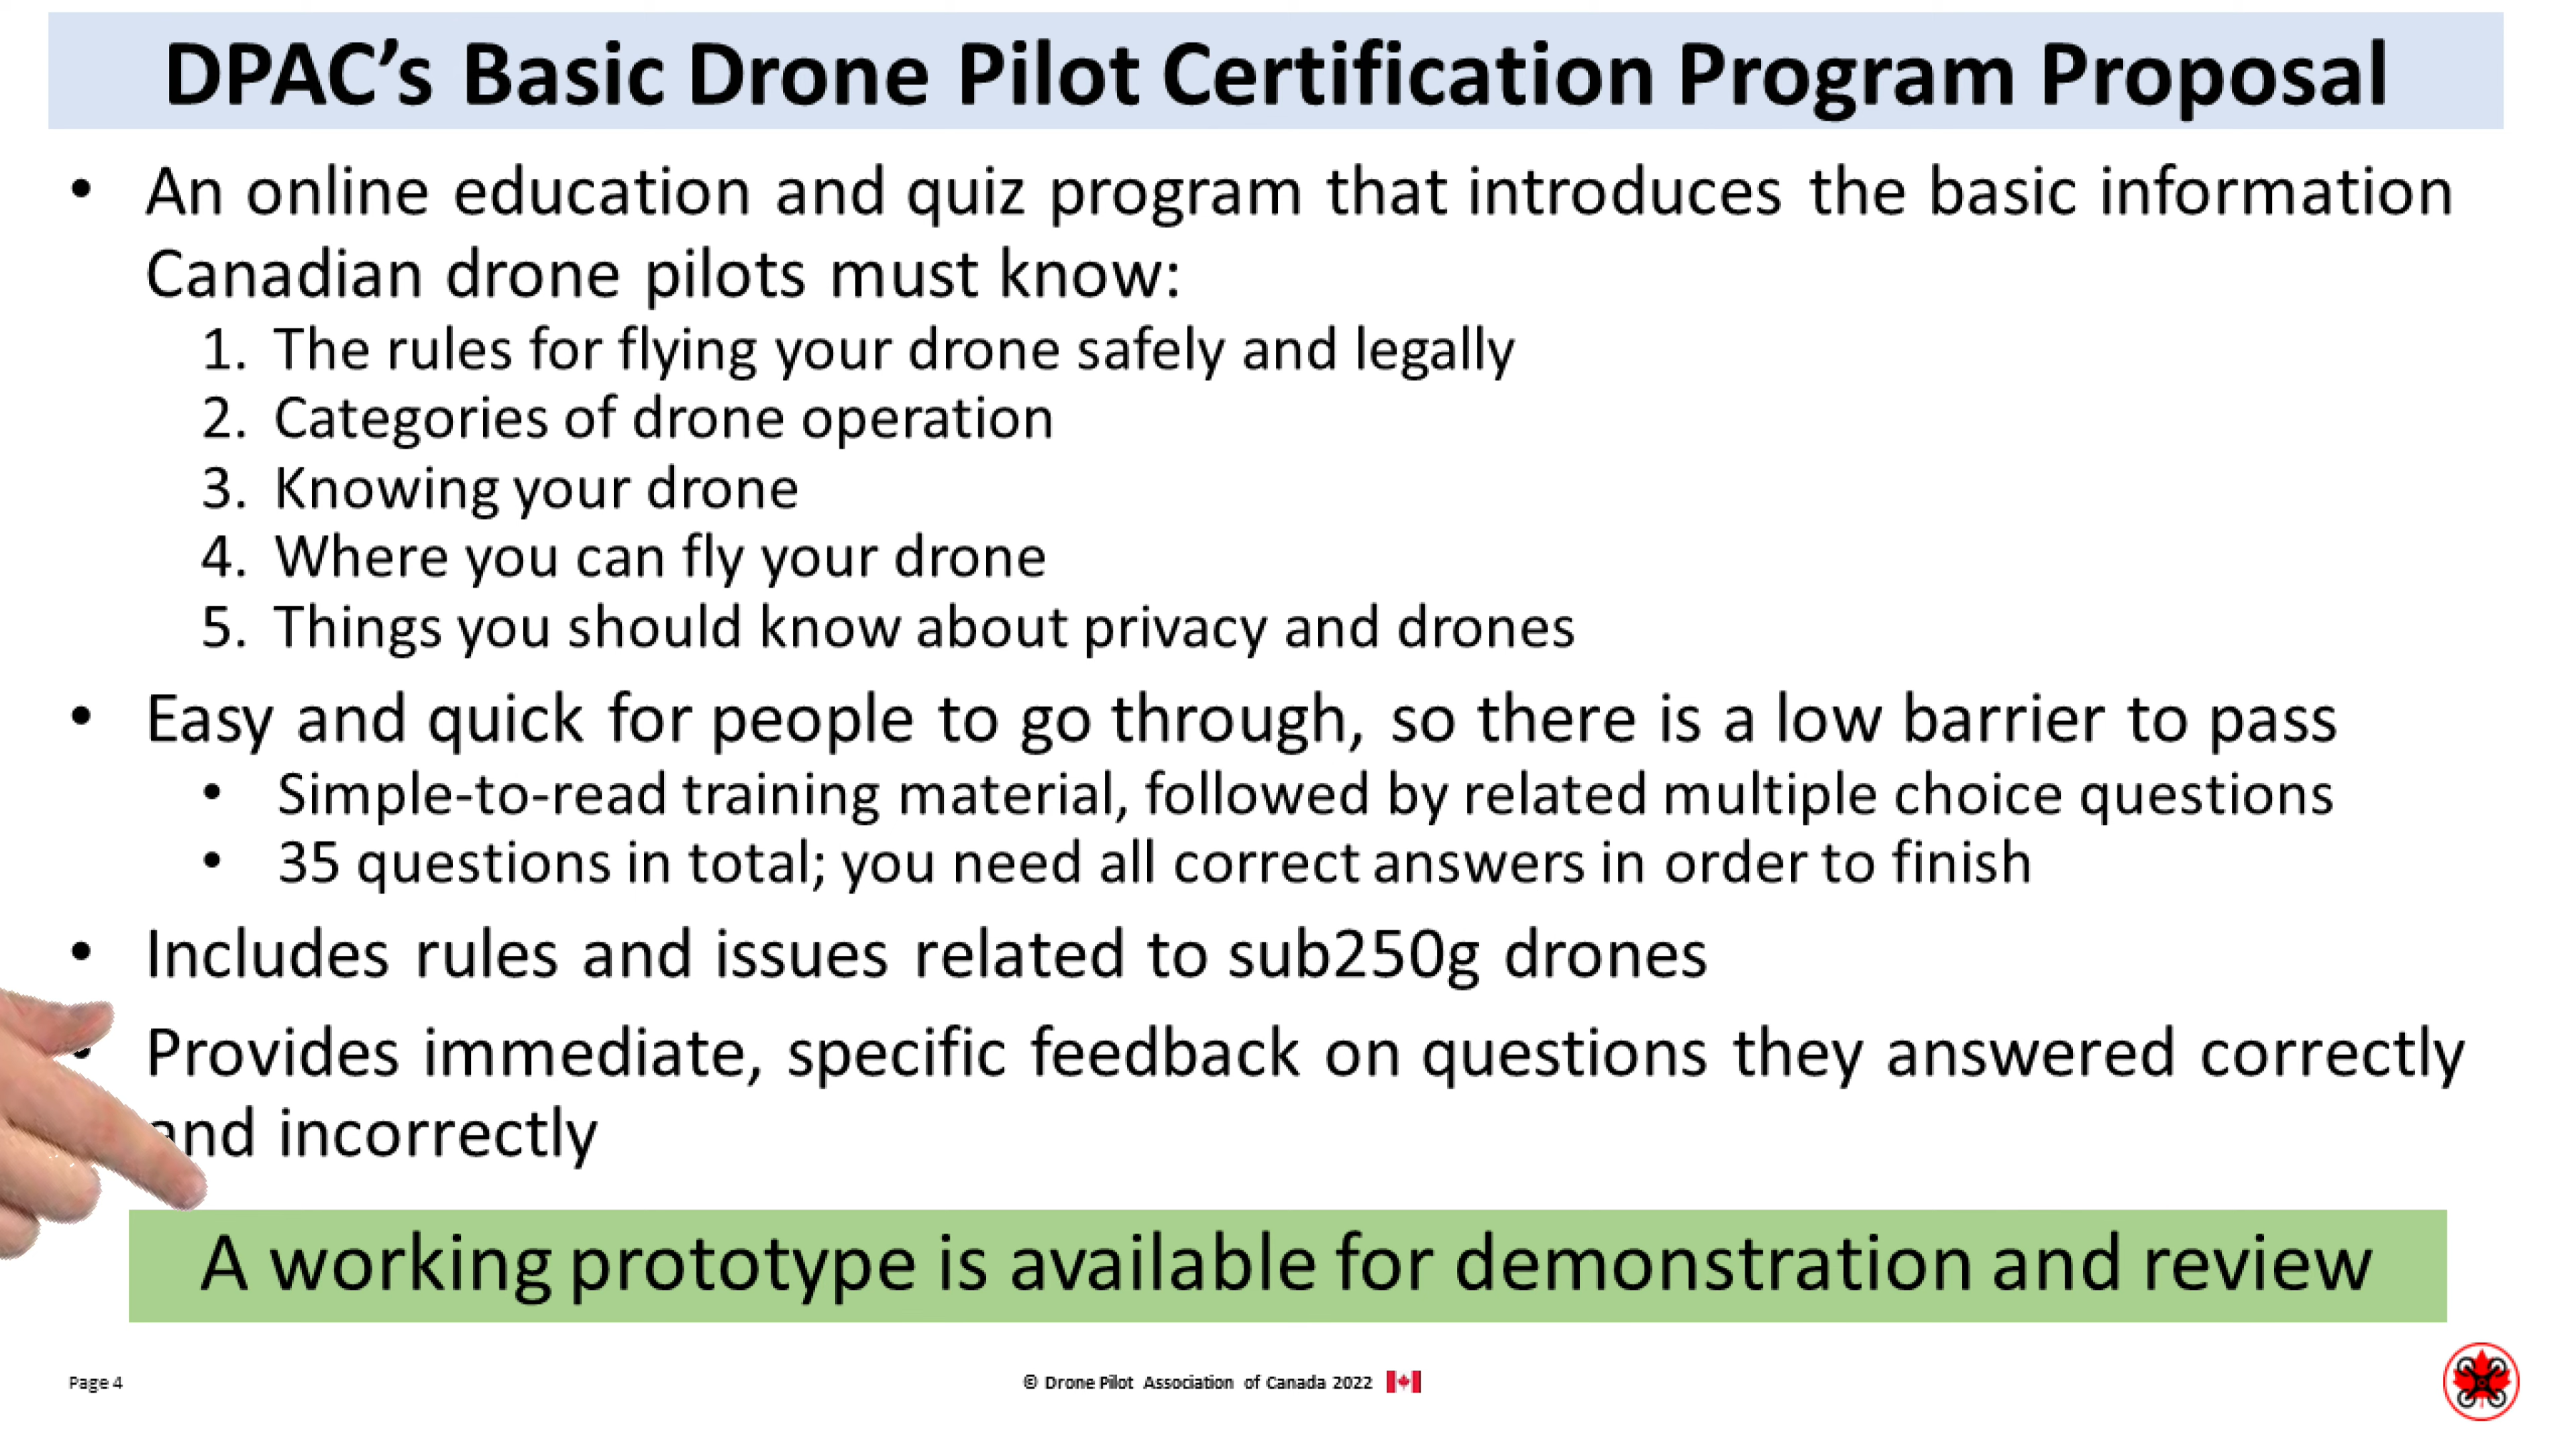 DPAC’s Basic Drone Pilot Certification Program Proposal
• An online education and quiz program that introduces the basic information
Canadian drone pilots must know:
1. The rules for flying your drone safely and legally
2. Categories of drone operation
3. Knowing your drone
4. Where you can fly your drone
5. Things you should know about privacy and drones
• Easy and quick for people to go through, so there is a low barrier to pass
• Simple-to-read training material, followed by related multiple choice questions
• 35 questions in total; you need all correct answers in order to finish
• Includes rules and issues related to sub250g drones
• Provides immediate, specific feedback on questions they answered correctly
and incorrectly
A working prototype is available for demonstration and review
Page 4
© Drone Pilot Association of Canada 2022